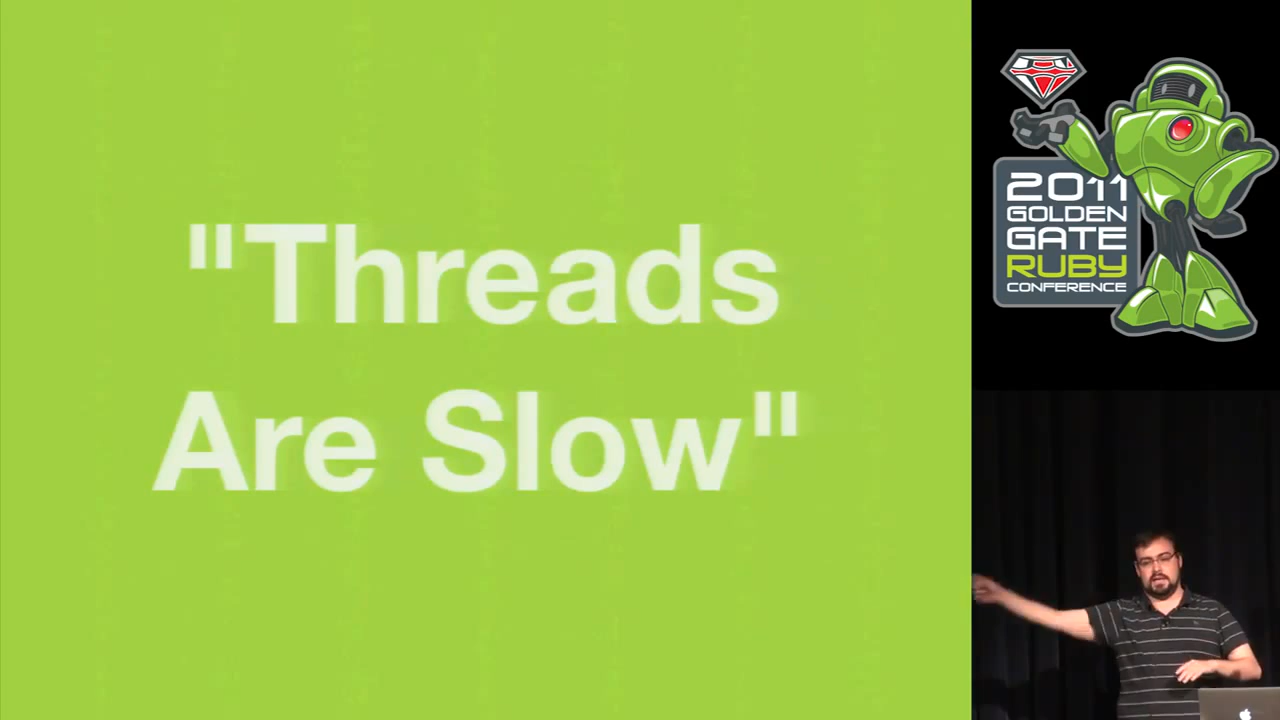 "Threads
Are Slow"
2011
GOLDEN
GATE
RUBY
CONFERENCE